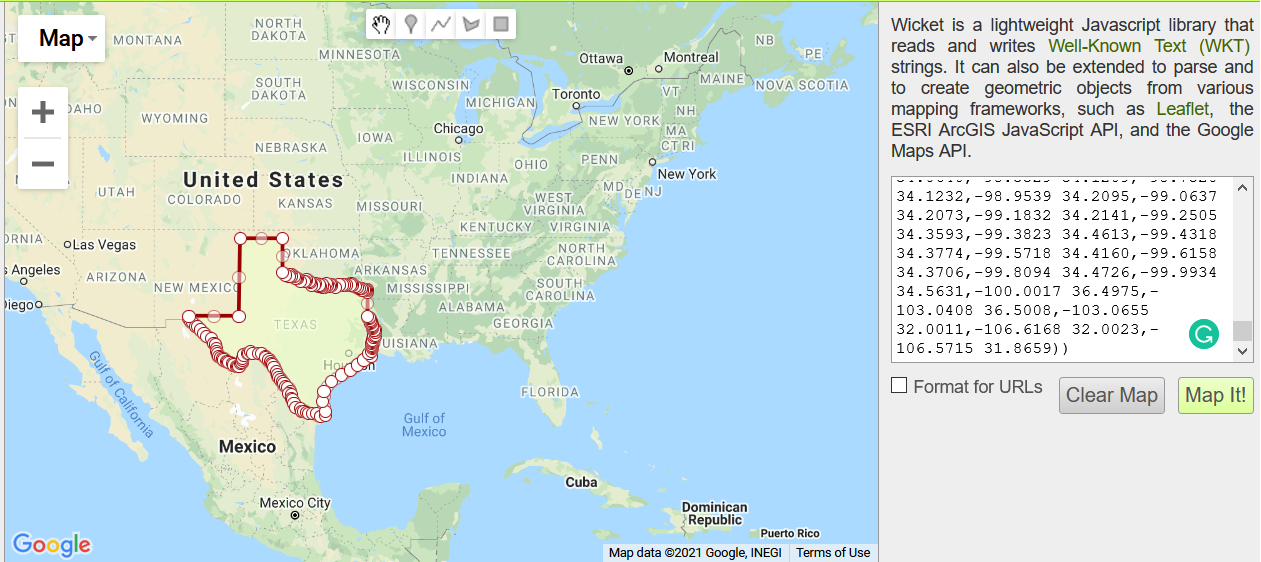 Map
MONTANA
NORTH
DAKOTA
MINNESOTA
SOUTH
DAKOTA
WISCONSIN
MICHIGAN
Ottawa
Montreal
Toronto
NB
PE
MAINE
NOVA SCOTIA
VT
NH
NEW YORK
MA
CT RI
WYOMING
IOWA
Chicago
NEBRASKA
ILLINOIS
INDIANA
OHIO
PENN
New York
United States
UTAH
COLORADO
KANSAS
MISSOURI
WEST
VIRGINIA
MD
DE
NJ
KENTUCKY
VIRGINIA
Las Vegas
OKLAHOMA
TENNESSEE
NORTH
CAROLINA
ARIZONA
NEW MEXICO
ARKANSAS
MISSISSIPPI
SOUTH
CAROLINA
ALABAMA
GEORGIA
TEXAS
FLORIDA
Gulf of California
Gulf of
Mexico
Mexico
Mexico City
Cuba
Dominican
Republic
Puerto Rico
Google
Map data ©2021 Google, INEGI
Terms of Use
Wicket is a lightweight Javascript library that
reads and writes Well-Known Text (WKT)
strings. It can also be extended to parse and
to create geometric objects from various
mapping frameworks, such as Leaflet, the
ESRI ArcGIS JavaScript API, and the Google
Maps API.
34.1232,-98.9539 34.2095,-99.0637
34.2073,-99.1832 34.2141,-99.2505
34.3593,-99.3823 34.4613,-99.4318
34.3774,-99.5718 34.4160,-99.6158
34.3706,-99.8094 34.4726,-99.9934
34.5631,-100.0017 36.4975,-
103.0408 36.5008,-103.0655
32.0011,-106.6168 32.0023,-
106.5715 31.8659))
Format for URLs
Clear Map
Map It!